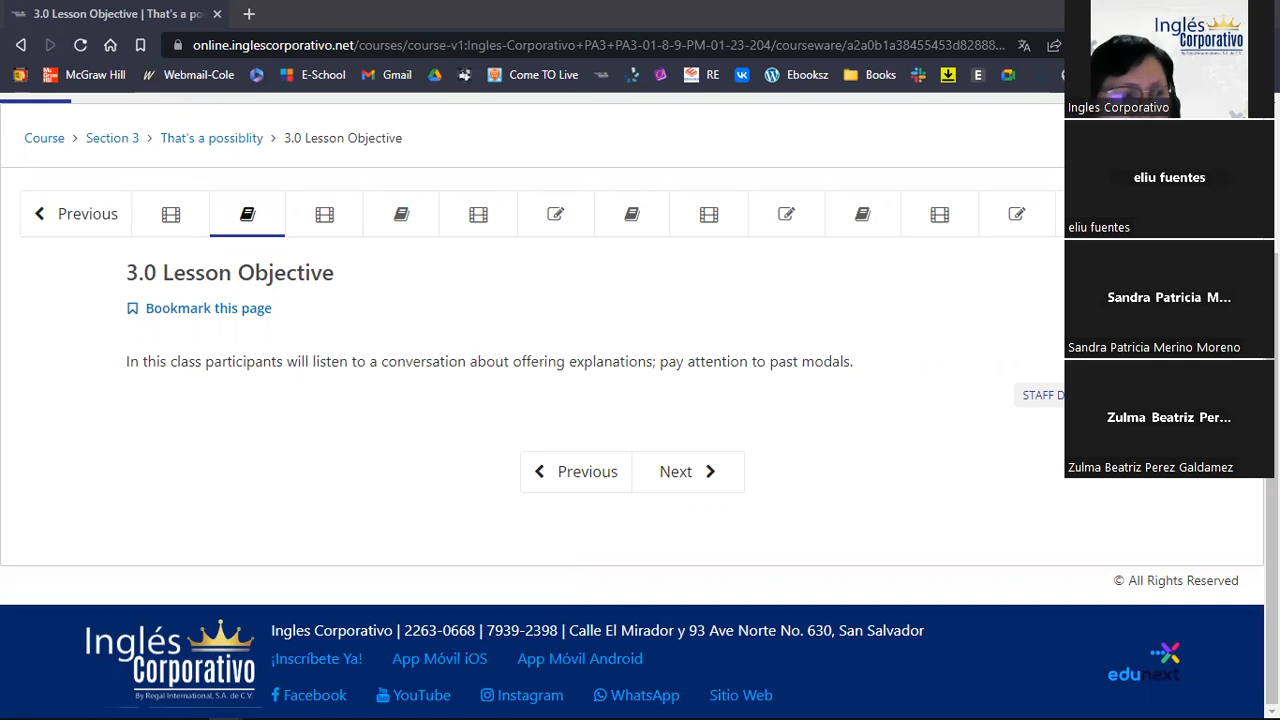 3.0 Lesson Objective | That's a po
online.inglescorporativo.net/courses/course-v1:Ingles-Corporativo+PA3+PA3-01-8-9-PM-01-23-204/courseware/a2a0b1a38455453d82888...
McGraw Hill
Webmail-Cole
E-School
Gmail
Come TO Live
RE
Ebooksz
Books
Course > Section 3 > That's a possiblity > 3.0 Lesson Objective
Previous
3.0 Lesson Objective
Bookmark this page
In this class participants will listen to a conversation about offering explanations; pay attention to past modals.
STAFF D
Previous Next
© All Rights Reserved
Inglés
Corporativo
By Regal International, S.A. de C.V.
Ingles Corporativo | 2263-0668 | 7939-2398 | Calle El Mirador y 93 Ave Norte No. 630, San Salvador
¡Inscríbete Ya! App Móvil iOS App Móvil Android
Facebook YouTube Instagram WhatsApp Sitio Web
edunext
Inglés
Corporativo
Ingles Corporativo
eliu fuentes
eliu fuentes
Sandra Patricia M...
Sandra Patricia Merino Moreno
Zulma Beatriz Per...
Zulma Beatriz Perez Galdamez